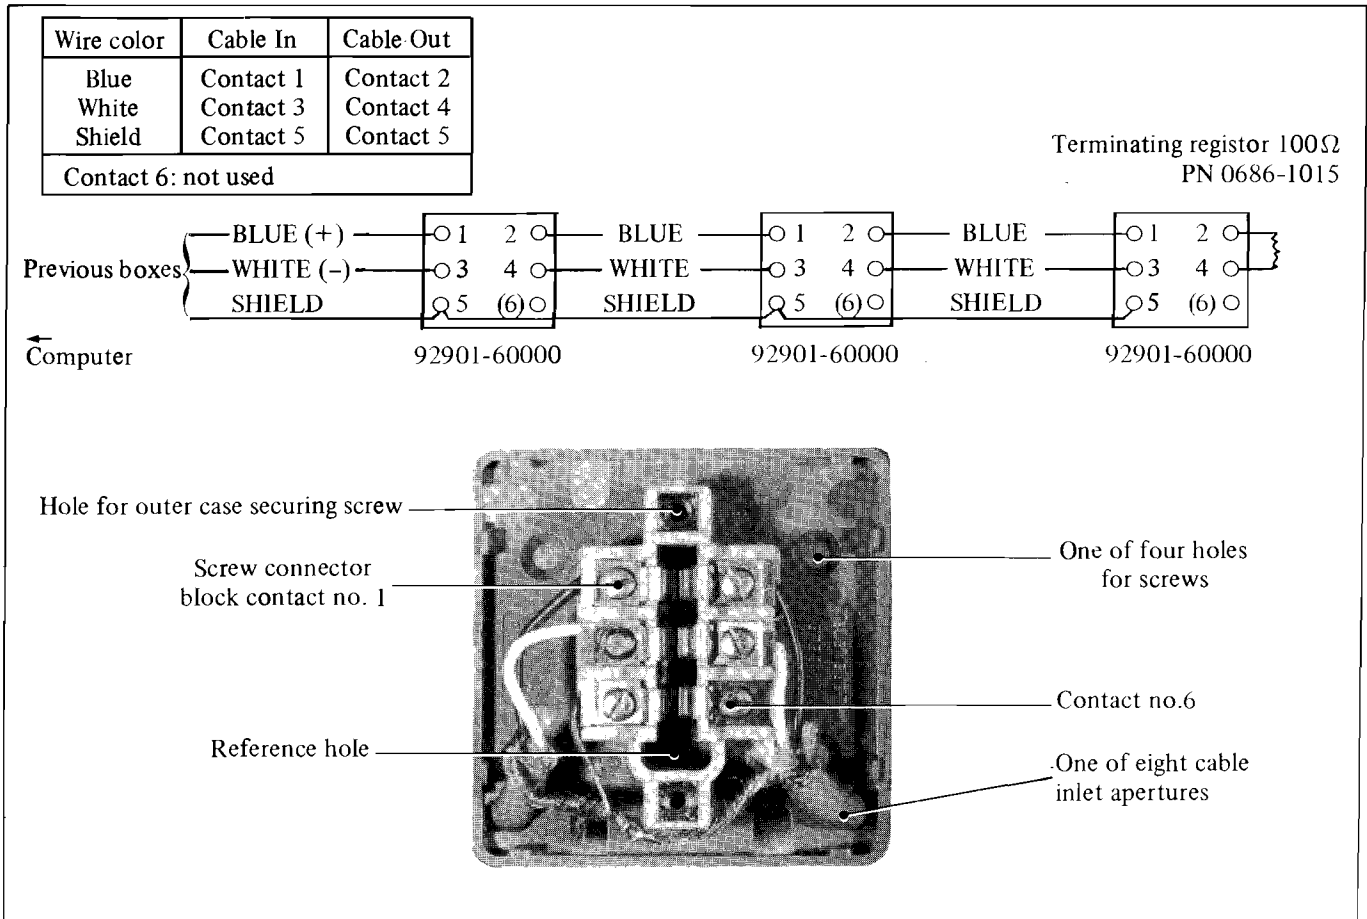 Wire color Cable In Cable Out
Blue Contact 1 Contact 2
White Contact 3 Contact 4
Shield Contact 5 Contact 5
Contact 6: not used
Terminating registor 100Ω
PN 0686-1015
BLUE (+) 1 2 BLUE 1 2 BLUE 1 2
Previous boxes WHITE (–) 3 4 WHITE 3 4 WHITE 3 4
SHIELD 5 (6) SHIELD 5 (6) SHIELD 5 (6)
Computer
92901-60000 92901-60000 92901-60000
Hole for outer case securing screw
Screw connector
block contact no. 1
Reference hole
One of four holes
for screws
Contact no.6
One of eight cable
inlet apertures